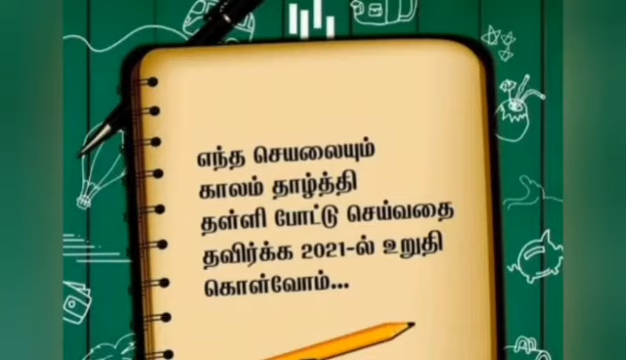 எந்த செயலையும்
காலம் தாழ்த்தி
தள்ளி போட்டு செய்வதை
தவிர்க்க 2021-ல் உறுதி
கொள்வோம்...